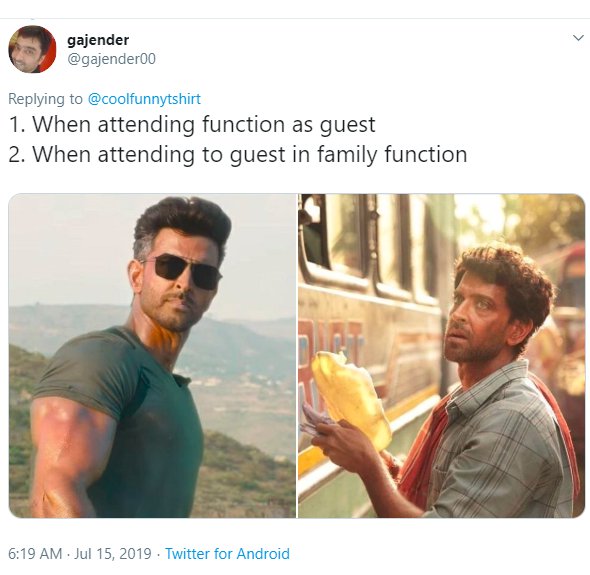 gajender
@gajender00
Replying to @coolfunnytshirt
1. When attending function as guest
2. When attending to guest in family function
6:19 AM · Jul 15, 2019 · Twitter for Android